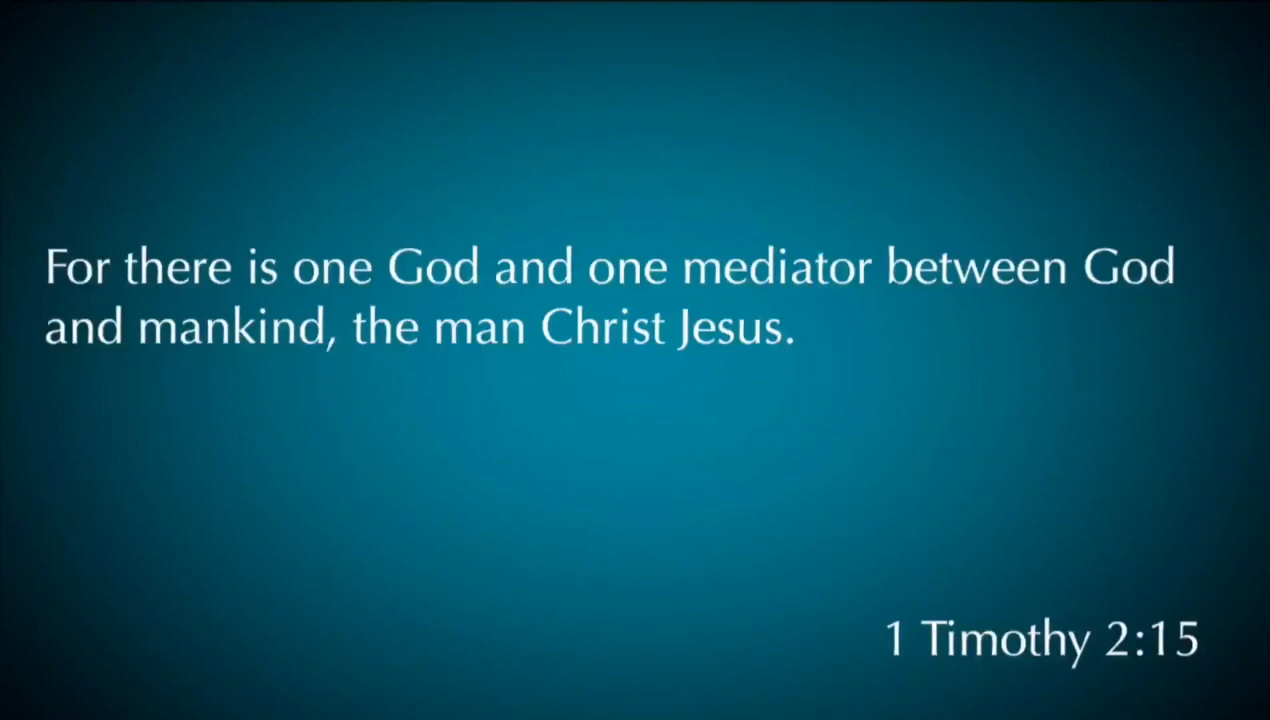 For there is one God and one mediator between God
and mankind, the man Christ Jesus.
1 Timothy 2:15